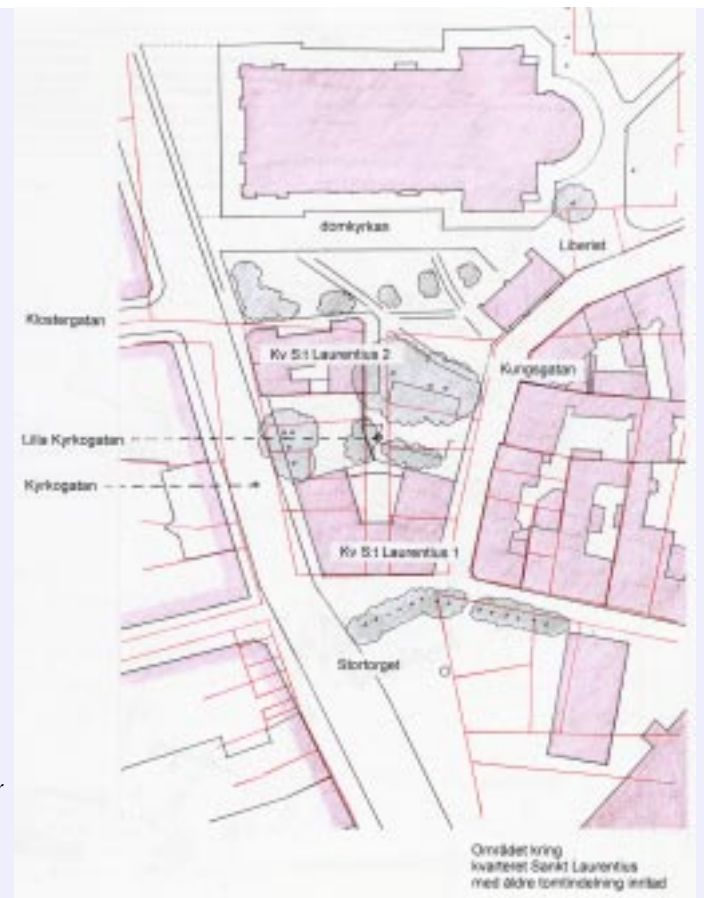 domkyrkan
Liberiet
Klostergatan
Kv S:t Laurentius 2
Kungsgatan
Lilla Kyrkogatan
Kyrkogatan
Kv S:t Laurentius 1
Stortorget
Området kring
kvarteret Sankt Laurentius
med äldre tomtindelning inritad